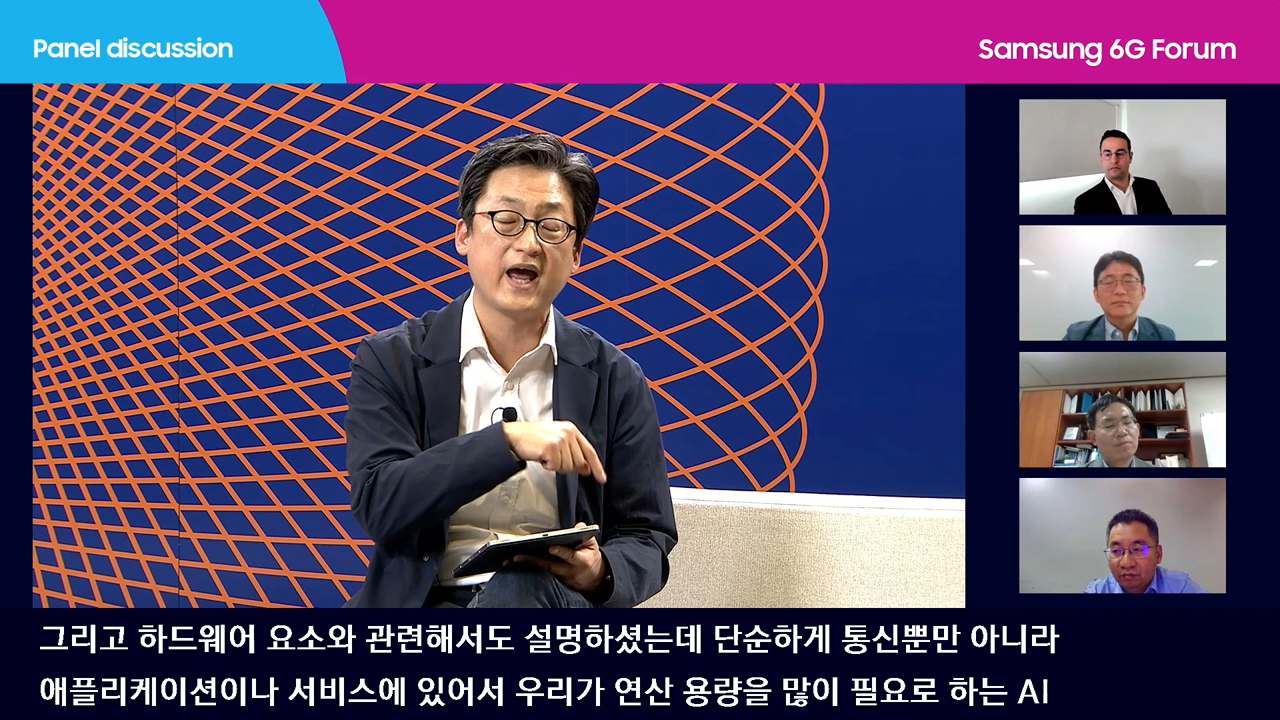 Panel discussion
Samsung 6G Forum
그리고 하드웨어 요소와 관련해서도 설명하셨는데 단순하게 통신뿐만 아니라
애플리케이션이나 서비스에 있어서 우리가 연산 용량을 많이 필요로 하는 AI